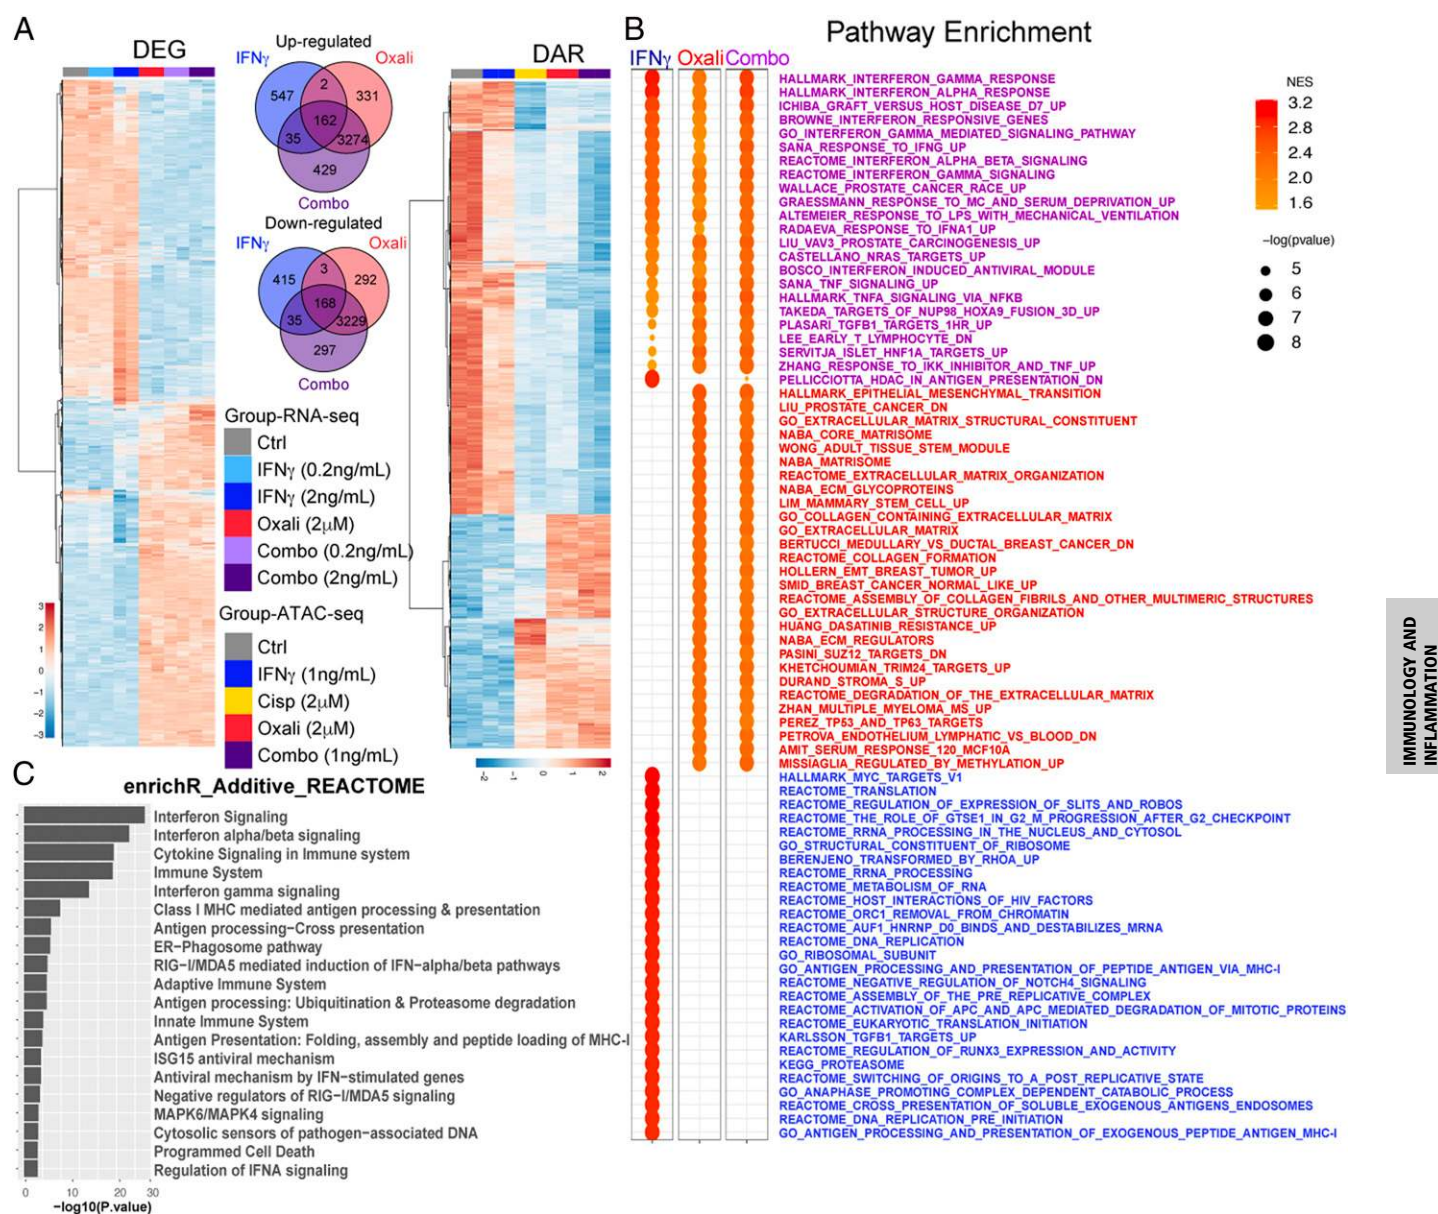 A
DEG
Up-regulated
IFNγ
Oxali
547
2
331
162
35
3274
429
Combo
Down-regulated
IFNγ
Oxali
415
3
292
168
35
3229
297
Combo
Group-RNA-seq
Ctrl
IFNγ (0.2ng/mL)
IFNγ (2ng/mL)
Oxali (2μM)
Combo (0.2ng/mL)
Combo (2ng/mL)
Group-ATAC-seq
Ctrl
IFNγ (1ng/mL)
Cisp (2μM)
Oxali (2μM)
Combo (1ng/mL)
3
2
1
0
−1
−2
−3
DAR
-2
-1
0
1
2
B
Pathway Enrichment
IFNγ Oxali Combo
HALLMARK_INTERFERON_GAMMA_RESPONSE
HALLMARK_INTERFERON_ALPHA_RESPONSE
ICHIBA_GRAFT_VERSUS_HOST_DISEASE_D7_UP
BROWNE_INTERFERON_RESPONSIVE_GENES
GO_INTERFERON_GAMMA_MEDIATED_SIGNALING_PATHWAY
SANA_RESPONSE_TO_IFNG_UP
REACTOME_INTERFERON_ALPHA_BETA_SIGNALING
REACTOME_INTERFERON_GAMMA_SIGNALING
WALLACE_PROSTATE_CANCER_RACE_UP
GRAESSMANN_RESPONSE_TO_MC_AND_SERUM_DEPRIVATION_UP
ALTEMEIER_RESPONSE_TO_LPS_WITH_MECHANICAL_VENTILATION
RADAEVA_RESPONSE_TO_IFNA1_UP
LIU_VAV3_PROSTATE_CARCINOGENESIS_UP
CASTELLANO_NRAS_TARGETS_UP
BOSCO_INTERFERON_INDUCED_ANTIVIRAL_MODULE
SANA_TNF_SIGNALING_UP
HALLMARK_TNFA_SIGNALING_VIA_NFKB
TAKEDA_TARGETS_OF_NUP98_HOXA9_FUSION_3D_UP
PLASARI_TGFB1_TARGETS_1HR_UP
LEE_EARLY_T_LYMPHOCYTE_DN
SERVITJA_ISLET_HNF1A_TARGETS_UP
ZHANG_RESPONSE_TO_IKK_INHIBITOR_AND_TNF_UP
PELLICCIOTTA_HDAC_IN_ANTIGEN_PRESENTATION_DN
HALLMARK_EPITHELIAL_MESENCHYMAL_TRANSITION
LIU_PROSTATE_CANCER_DN
GO_EXTRACELLULAR_MATRIX_STRUCTURAL_CONSTITUENT
NABA_CORE_MATRISOME
WONG_ADULT_TISSUE_STEM_MODULE
NABA_MATRISOME
REACTOME_EXTRACELLULAR_MATRIX_ORGANIZATION
NABA_ECM_GLYCOPROTEINS
LIM_MAMMARY_STEM_CELL_UP
GO_COLLAGEN_CONTAINING_EXTRACELLULAR_MATRIX
GO_EXTRACELLULAR_MATRIX
BERTUCCI_MEDULLARY_VS_DUCTAL_BREAST_CANCER_DN
REACTOME_COLLAGEN_FORMATION
HOLLERN_EMT_BREAST_TUMOR_UP
SMID_BREAST_CANCER_NORMAL_LIKE_UP
REACTOME_ASSEMBLY_OF_COLLAGEN_FIBRILS_AND_OTHER_MULTIMERIC_STRUCTURES
GO_EXTRACELLULAR_STRUCTURE_ORGANIZATION
HUANG_DASATINIB_RESISTANCE_UP
NABA_ECM_REGULATORS
PASINI_SUZ12_TARGETS_DN
KHETCHOUMIAN_TRIM24_TARGETS_UP
DURAND_STROMA_S_UP
REACTOME_DEGRADATION_OF_THE_EXTRACELLULAR_MATRIX
ZHAN_MULTIPLE_MYELOMA_MS_UP
PEREZ_TP53_AND_TP63_TARGETS
PETROVA_ENDOTHELIUM_LYMPHATIC_VS_BLOOD_DN
AMIT_SERUM_RESPONSE_120_MCF10A
MISSIAGLIA_REGULATED_BY_METHYLATION_UP
HALLMARK_MYC_TARGETS_V1
REACTOME_TRANSLATION
REACTOME_REGULATION_OF_EXPRESSION_OF_SLITS_AND_ROBOS
REACTOME_THE_ROLE_OF_GTSE1_IN_G2_M_PROGRESSION_AFTER_G2_CHECKPOINT
REACTOME_RRNA_PROCESSING_IN_THE_NUCLEUS_AND_CYTOSOL
GO_STRUCTURAL_CONSTITUENT_OF_RIBOSOME
BERENJENO_TRANSFORMED_BY_RHOA_UP
REACTOME_RRNA_PROCESSING
REACTOME_METABOLISM_OF_RNA
REACTOME_HOST_INTERACTIONS_OF_HIV_FACTORS
REACTOME_ORC1_REMOVAL_FROM_CHROMATIN
REACTOME_AUF1_HNRNP_D0_BINDS_AND_DESTABILIZES_MRNA
REACTOME_DNA_REPLICATION
GO_RIBOSOMAL_SUBUNIT
GO_ANTIGEN_PROCESSING_AND_PRESENTATION_OF_PEPTIDE_ANTIGEN_VIA_MHC-I
REACTOME_NEGATIVE_REGULATION_OF_NOTCH4_SIGNALING
REACTOME_ASSEMBLY_OF_THE_PRE_REPLICATIVE_COMPLEX
REACTOME_ACTIVATION_OF_APC_AND_APC_MEDIATED_DEGRADATION_OF_MITOTIC_PROTEINS
REACTOME_EUKARYOTIC_TRANSLATION_INITIATION
KARLSSON_TGFB1_TARGETS_UP
REACTOME_REGULATION_OF_RUNX3_EXPRESSION_AND_ACTIVITY
KEGG_PROTEASOME
REACTOME_SWITCHING_OF_ORIGINS_TO_A_POST_REPLICATIVE_STATE
GO_ANAPHASE_PROMOTING_COMPLEX_DEPENDENT_CATABOLIC_PROCESS
REACTOME_CROSS_PRESENTATION_OF_SOLUBLE_EXOGENOUS_ANTIGENS_ENDOSOMES
REACTOME_DNA_REPLICATION_PRE_INITIATION
GO_ANTIGEN_PROCESSING_AND_PRESENTATION_OF_EXOGENOUS_PEPTIDE_ANTIGEN_MHC-I
NES
3.2
2.8
2.4
2.0
1.6
−log(pvalue)
5
6
7
8
C
enrichR_Additive_REACTOME
Interferon Signaling
Interferon alpha/beta signaling
Cytokine Signaling in Immune system
Immune System
Interferon gamma signaling
Class I MHC mediated antigen processing & presentation
Antigen processing−Cross presentation
ER−Phagosome pathway
RIG−I/MDA5 mediated induction of IFN−alpha/beta pathways
Adaptive Immune System
Antigen processing: Ubiquitination & Proteasome degradation
Innate Immune System
Antigen Presentation: Folding, assembly and peptide loading of MHC-I
ISG15 antiviral mechanism
Antiviral mechanism by IFN−stimulated genes
Negative regulators of RIG−I/MDA5 signaling
MAPK6/MAPK4 signaling
Cytosolic sensors of pathogen−associated DNA
Programmed Cell Death
Regulation of IFNA signaling
0
10
20
30
−log10(P.value)
IMMUNOLOGY AND
INFLAMMATION